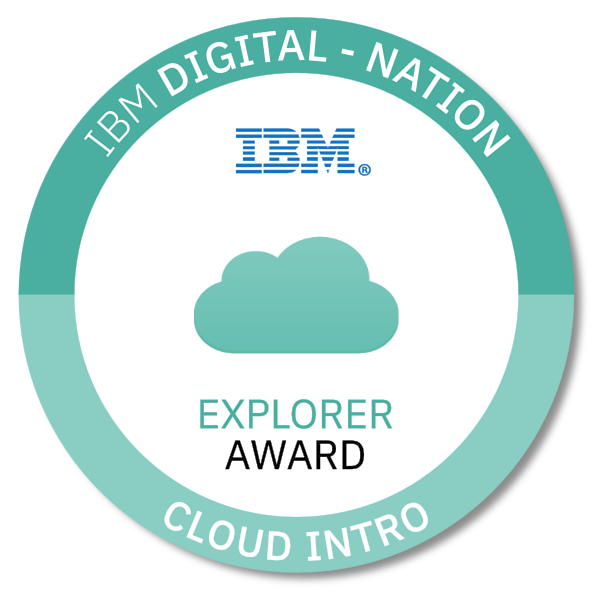 IBM DIGITAL - NATION
IBM®
EXPLORER
AWARD
CLOUD INTRO